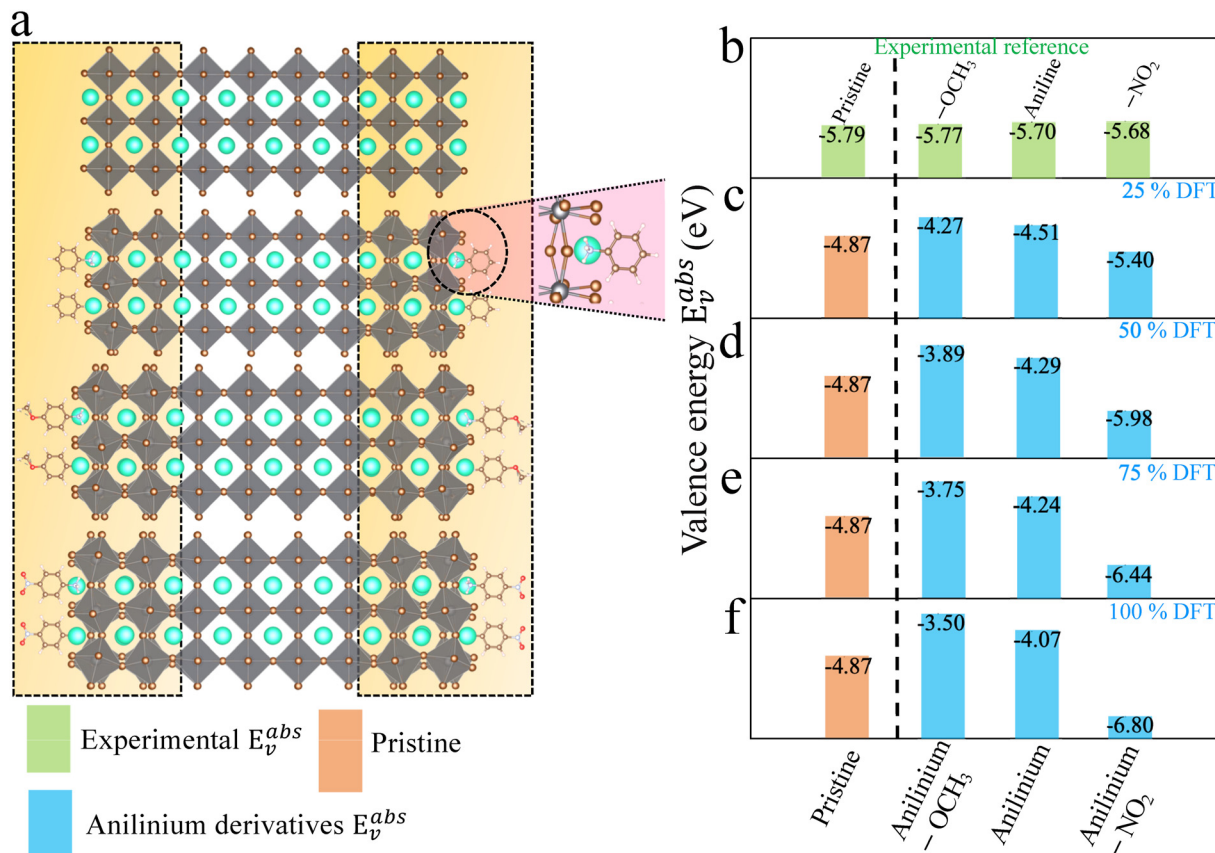 a
Experimental E_v^abs
Pristine
Anilinium derivatives E_v^abs
Valence energy E_v^abs (eV)
b
Experimental reference
Pristine
−OCH₃
Aniline
−NO₂
-5.79
-5.77
-5.70
-5.68
c
25 % DFT
-4.87
-4.27
-4.51
-5.40
d
50 % DFT
-4.87
-3.89
-4.29
-5.98
e
75 % DFT
-4.87
-3.75
-4.24
-6.44
f
100 % DFT
-4.87
-3.50
-4.07
-6.80
Pristine
Anilinium
− OCH₃
Anilinium
Anilinium
− NO₂